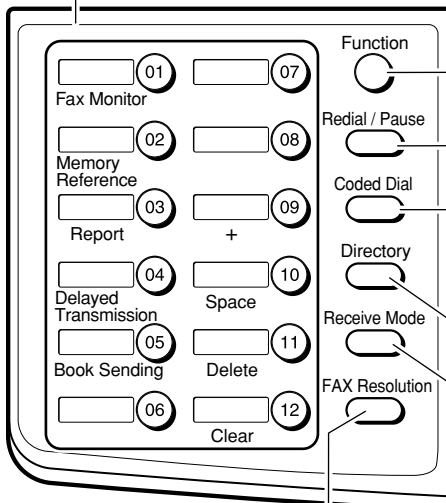 01
Fax Monitor
02
Memory
Reference
03
Report
04
Delayed
Transmission
05
Book Sending
06
07
08
09
+
10
Space
11
Delete
12
Clear
Function
Redial / Pause
Coded Dial
Directory
Receive Mode
FAX Resolution